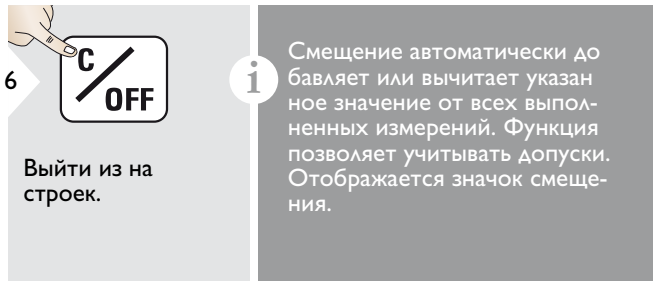 6
C
OFF
Выйти из на
строек.
i
Смещение автоматически до
бавляет или вычитает указан
ное значение от всех выпол-
ненных измерений. Функция
позволяет учитывать допуски.
Отображается значок смеще-
ния.